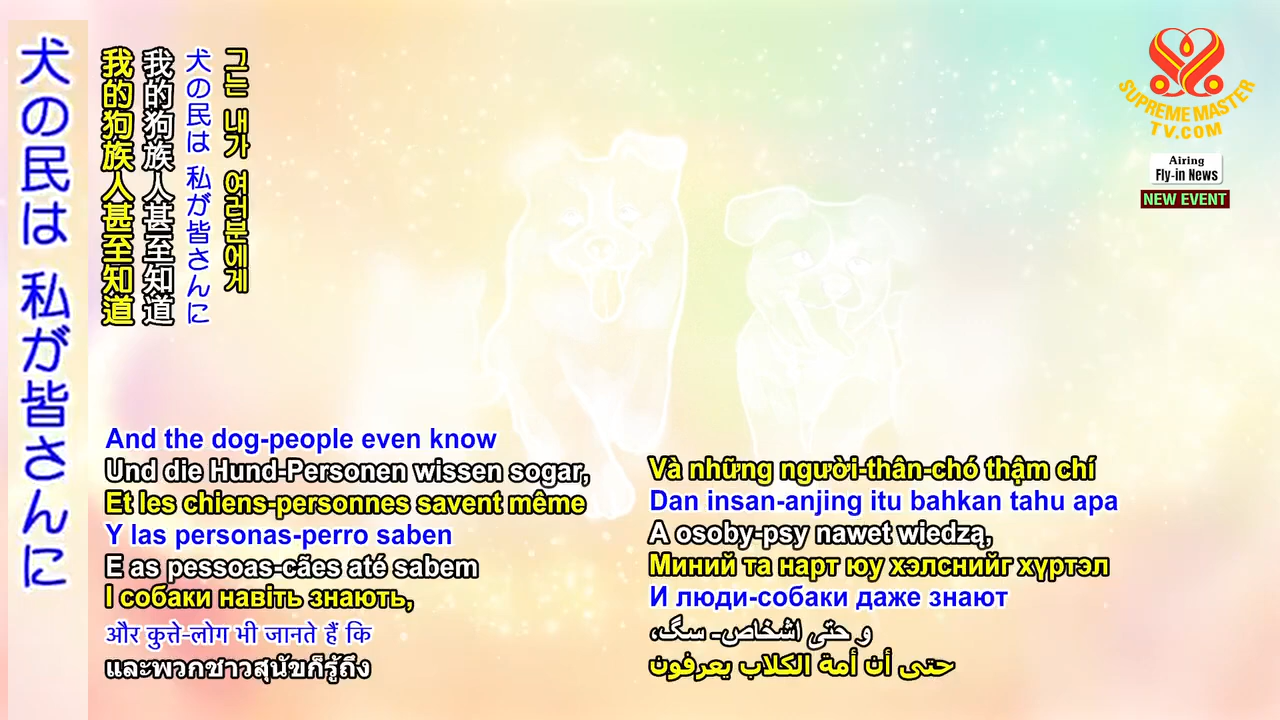 犬の民は 私が皆さんに
我的狗族人甚至知道
我的狗族人甚至知道
犬の民は 私が皆さんに
그는 내가 여러분에게
SUPREME MASTER
TV.COM
Airing
Fly-in News
NEW EVENT
And the dog-people even know
Und die Hund-Personen wissen sogar,
Et les chiens-personnes savent même
Y las personas-perro saben
E as pessoas-cães até sabem
І собаки навіть знають,
और कुत्ते-लोग भी जानते हैं कि
และพวกชาวสุนัขก็รู้ถึง
Và những người-thân-chó thậm chí
Dan insan-anjing itu bahkan tahu apa
A osoby-psy nawet wiedzą,
Миний та нарт юу хэлснийг хүртэл
И люди-собаки даже знают
و حتی اشخاص- سگ،
حتى أن أمة الكلاب يعرفون